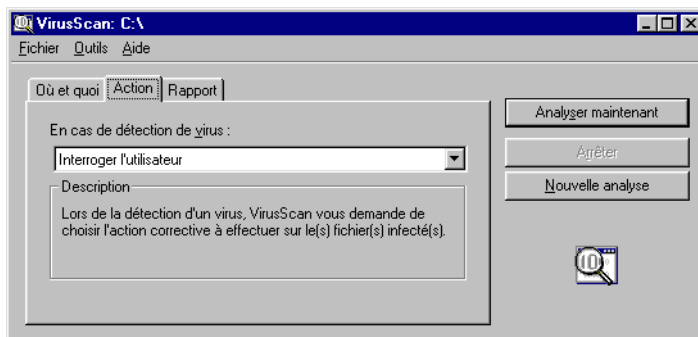 VirusScan: C:\
Fichier Outils Aide
Où et quoi Action Rapport
En cas de détection de virus :
Interroger l'utilisateur
Description
Lors de la détection d'un virus, VirusScan vous demande de
choisir l'action corrective à effectuer sur le(s) fichier(s) infecté(s).
Analyser maintenant
Arrêter
Nouvelle analyse